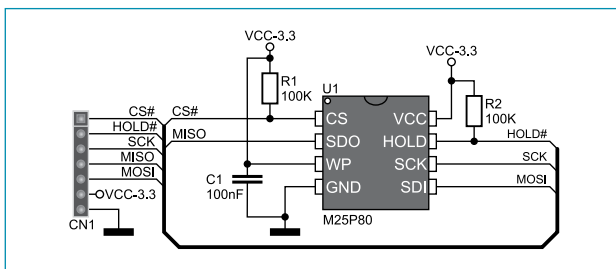 VCC-3.3
VCC-3.3
R1
100K
U1
R2
100K
CS#
HOLD#
SCK
MISO
MOSI
VCC-3.3
CN1
CS#
MISO
C1
100nF
CS
SDO
WP
GND
VCC
HOLD
SCK
SDI
M25P80
HOLD#
SCK
MOSI